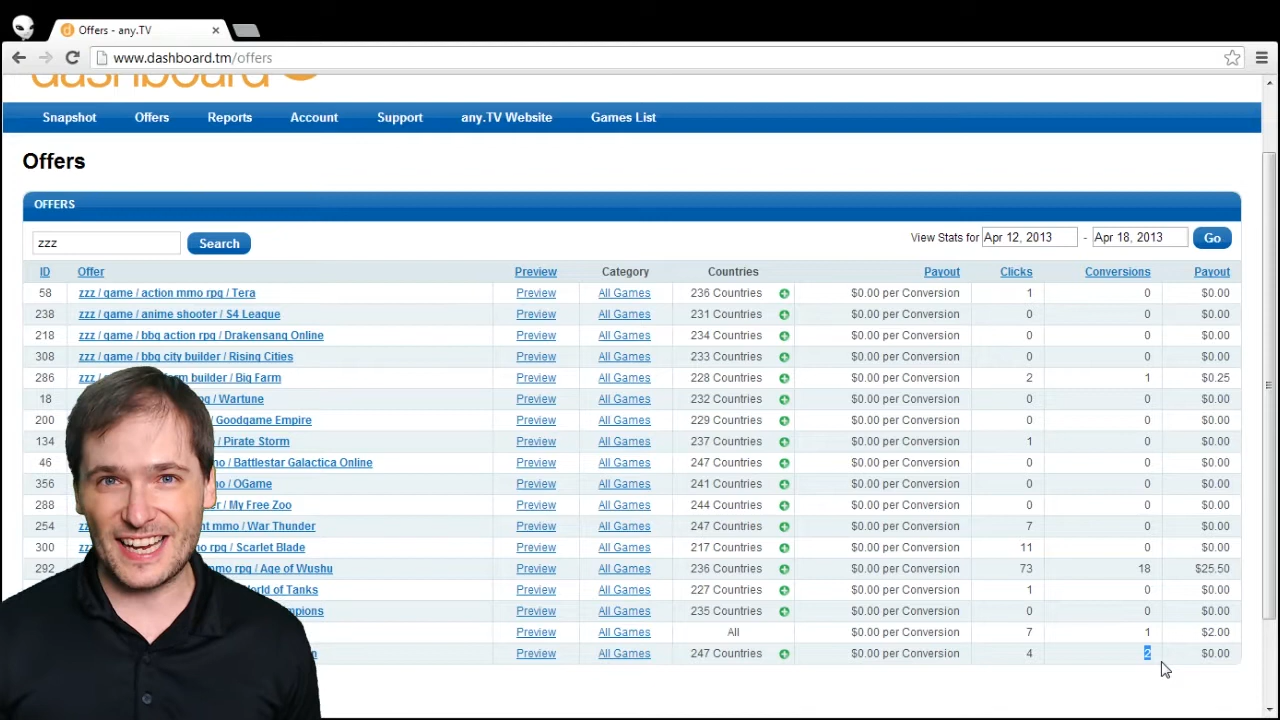 Offers - any.TV
www.dashboard.tm/offers
dashboard
Snapshot Offers Reports Account Support any.TV Website Games List
Offers
OFFERS
zzz Search View Stats for Apr 12, 2013 - Apr 18, 2013 Go
ID Offer Preview Category Countries Payout Clicks Conversions Payout
58 zzz / game / action mmo rpg / Tera Preview All Games 236 Countries $0.00 per Conversion 1 0 $0.00
238 zzz / game / anime shooter / S4 League Preview All Games 231 Countries $0.00 per Conversion 0 0 $0.00
218 zzz / game / bbg action rpg / Drakensang Online Preview All Games 234 Countries $0.00 per Conversion 0 0 $0.00
308 zzz / game / bbg city builder / Rising Cities Preview All Games 233 Countries $0.00 per Conversion 0 0 $0.00
286 zzz / builder / Big Farm Preview All Games 228 Countries $0.00 per Conversion 2 1 $0.25
18 / Wartune Preview All Games 232 Countries $0.00 per Conversion 0 0 $0.00
200 / Goodgame Empire Preview All Games 229 Countries $0.00 per Conversion 0 0 $0.00
134 / Pirate Storm Preview All Games 237 Countries $0.00 per Conversion 1 0 $0.00
46 / Battlestar Galactica Online Preview All Games 247 Countries $0.00 per Conversion 0 0 $0.00
356 / OGame Preview All Games 241 Countries $0.00 per Conversion 0 0 $0.00
288 / My Free Zoo Preview All Games 244 Countries $0.00 per Conversion 0 0 $0.00
254 mmo / War Thunder Preview All Games 247 Countries $0.00 per Conversion 7 0 $0.00
300 rpg / Scarlet Blade Preview All Games 217 Countries $0.00 per Conversion 11 0 $0.00
292 rpg / Age of Wushu Preview All Games 236 Countries $0.00 per Conversion 73 18 $25.50
of Tanks Preview All Games 227 Countries $0.00 per Conversion 1 0 $0.00
Preview All Games 235 Countries $0.00 per Conversion 0 0 $0.00
Preview All Games All $0.00 per Conversion 7 1 $2.00
Preview All Games 247 Countries $0.00 per Conversion 4 2 $0.00